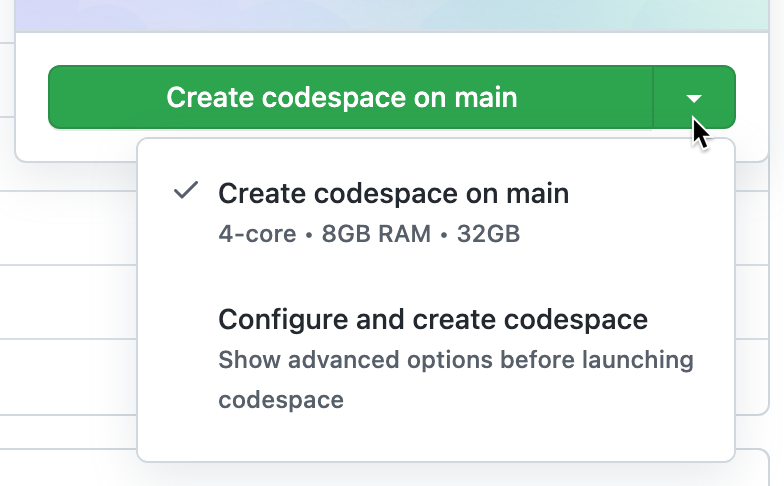 Create codespace on main
Create codespace on main
4-core • 8GB RAM • 32GB
Configure and create codespace
Show advanced options before launching
codespace